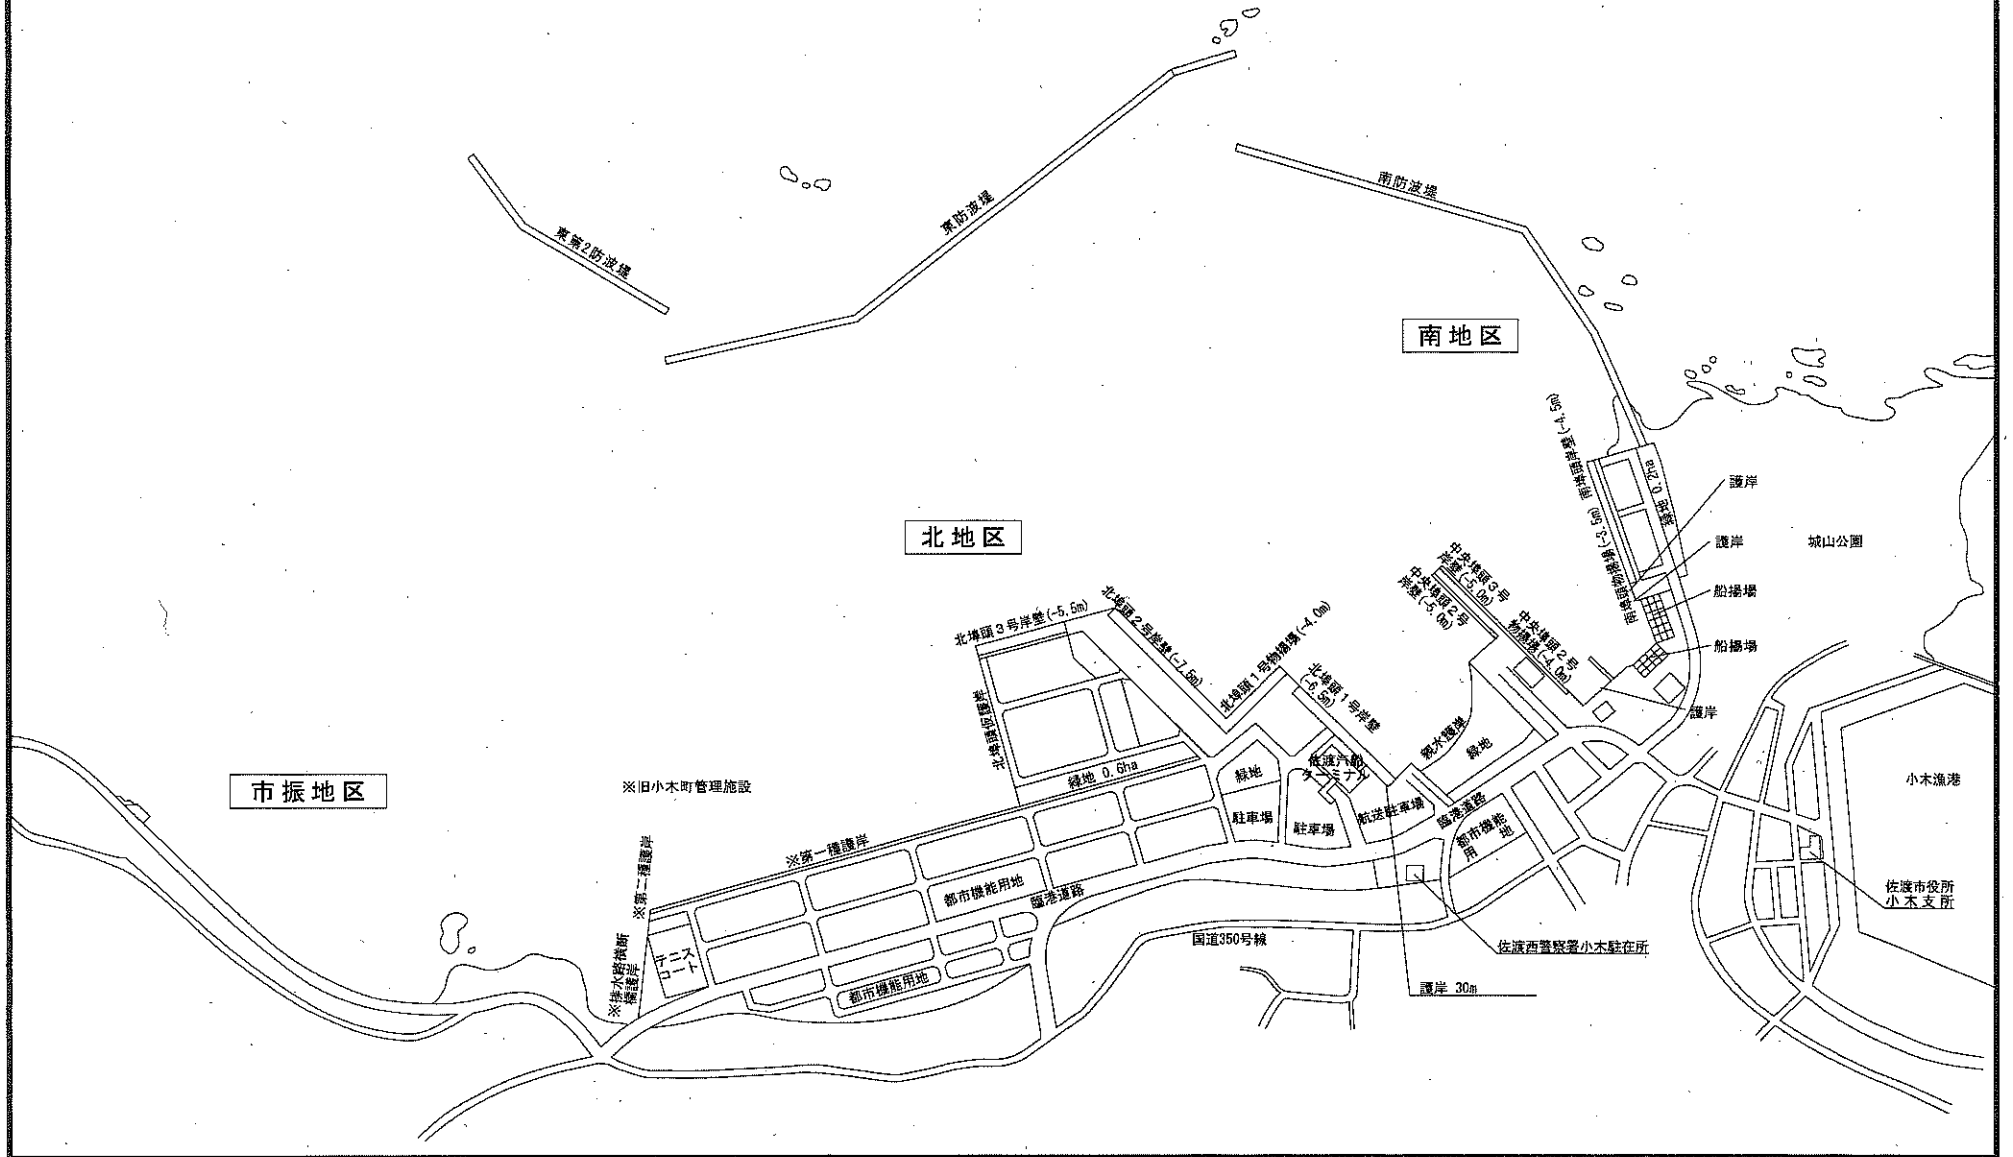 東防波堤
南防波堤
東第2防波堤
南地区
南埠頭岸壁(-4.5m)
南埠頭物揚場(-3.5m)
緑地 0.2ha
護岸
護岸
城山公園
船揚場
船揚場
護岸
北地区
中央埠頭3号
岸壁(-5.0m)
中央埠頭2号
岸壁(-5.0m)
中央埠頭2号
物揚場(-4.0m)
北埠頭3号岸壁(-5.5m)
北埠頭2号岸壁(-7.5m)
北埠頭1号物揚場(-4.0m)
北埠頭1号岸壁
(-6.5m)
北埠頭仮護岸
親水護岸
緑地
緑地 0.6ha
緑地
佐渡汽船
ターミナル
駐車場
駐車場
航送駐車場
臨港道路
都市機能用地
小木漁港
市振地区
※旧小木町管理施設
※第一種護岸
※第二種護岸
※排水路横断
橋護岸
テニス
コート
都市機能用地
臨港道路
都市機能用地
国道350号線
佐渡西警察署小木駐在所
護岸 30m
佐渡市役所
小木支所